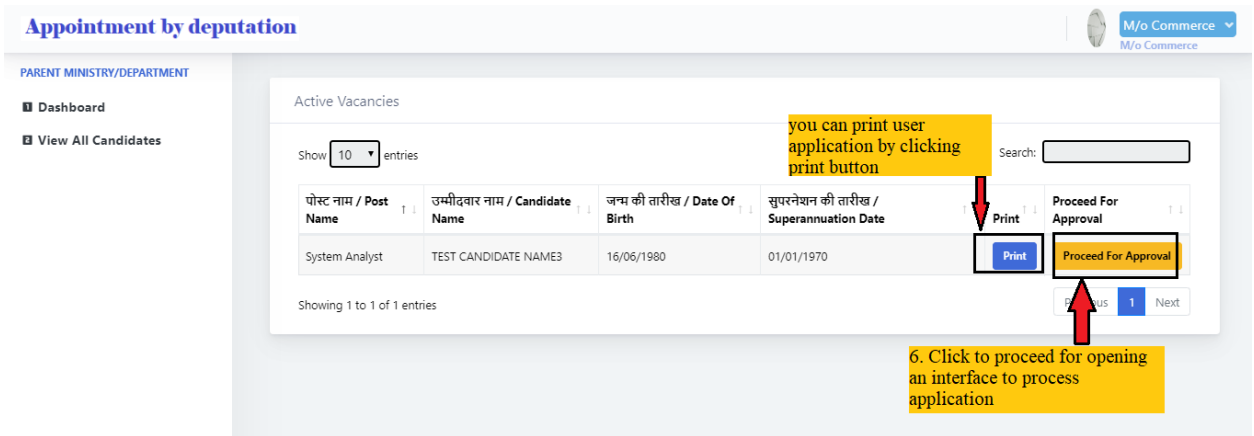 Appointment by deputation
M/o Commerce
M/o Commerce
PARENT MINISTRY/DEPARTMENT
1 Dashboard
2 View All Candidates
Active Vacancies
you can print user
application by clicking
print button
Show 10 entries
Search:
पोस्ट नाम / Post
Name
उम्मीदवार नाम / Candidate
Name
जन्म की तारीख / Date Of
Birth
सुपरनेशन की तारीख /
Superannuation Date
Print
Proceed For
Approval
System Analyst
TEST CANDIDATE NAME3
16/06/1980
01/01/1970
Print
Proceed For Approval
Showing 1 to 1 of 1 entries
1
Next
6. Click to proceed for opening
an interface to process
application